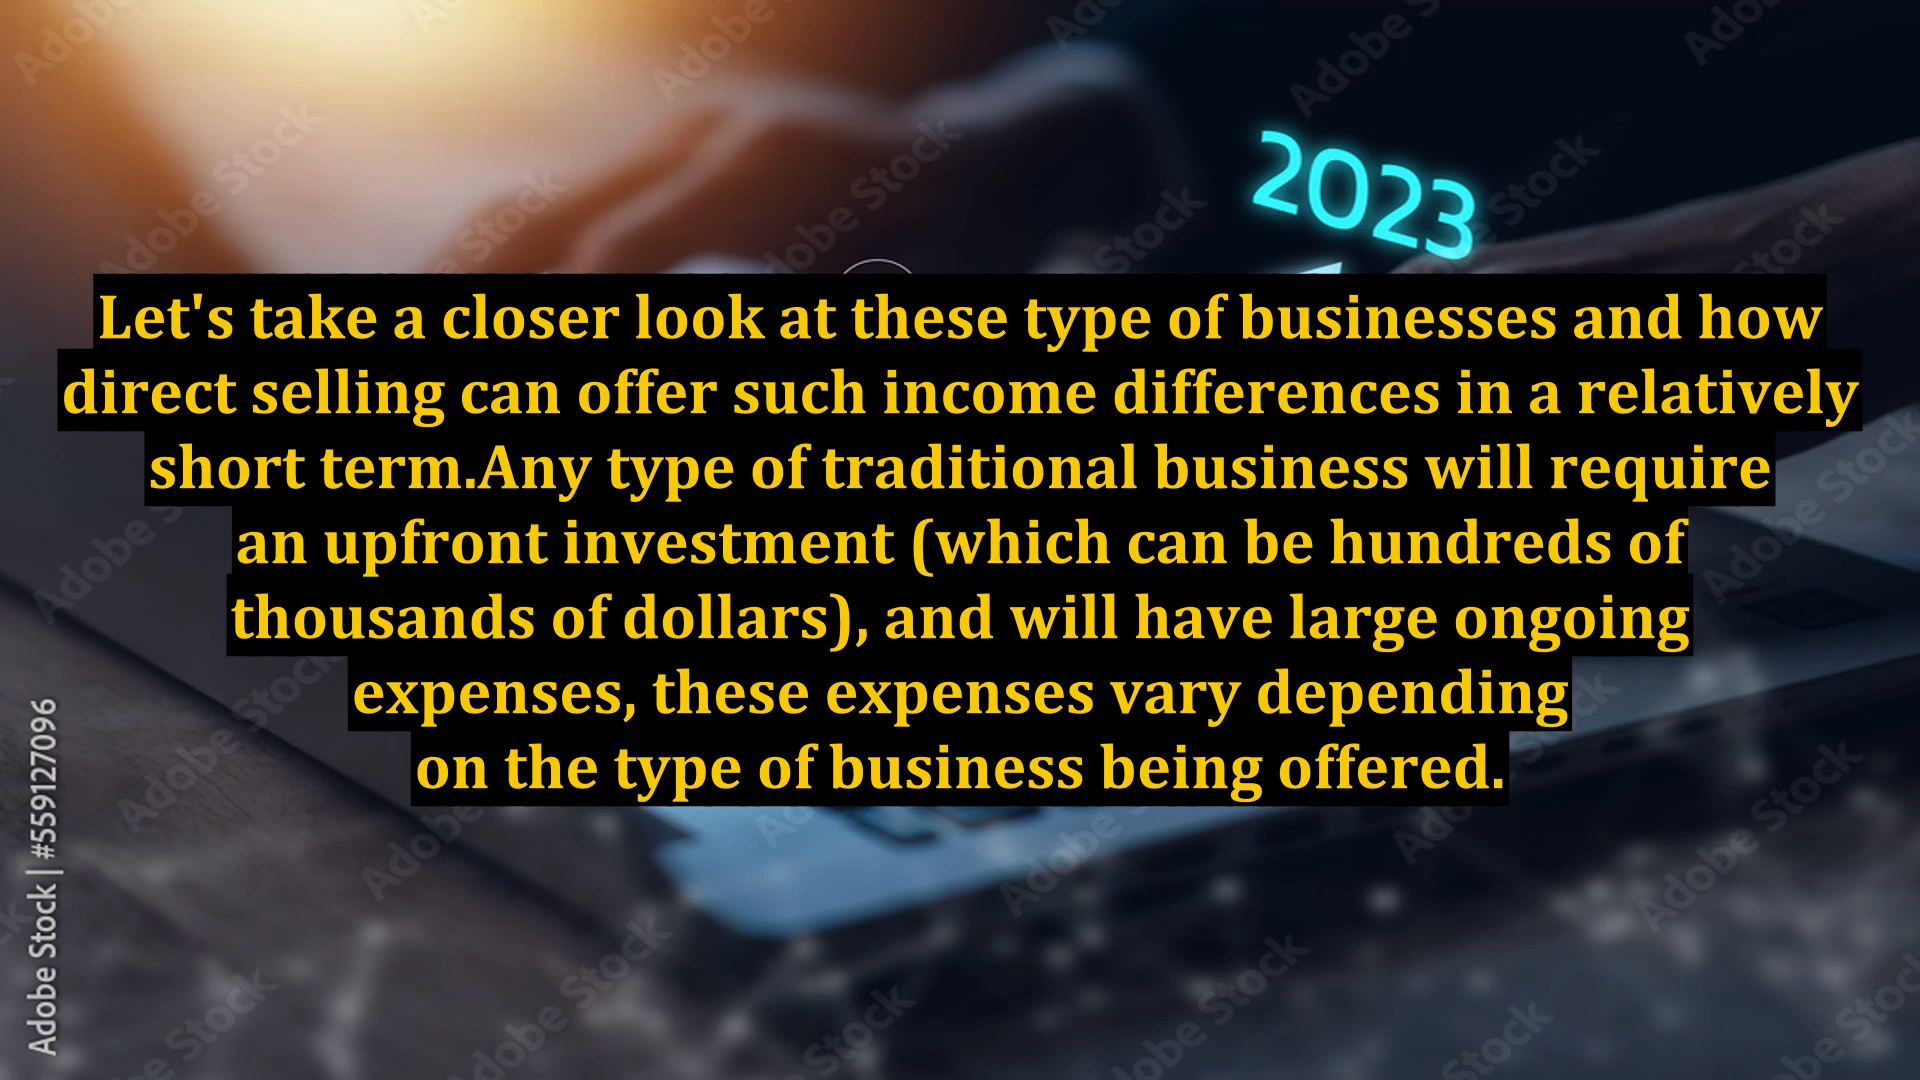 2023
Let's take a closer look at these type of businesses and how
direct selling can offer such income differences in a relatively
short term.Any type of traditional business will require
an upfront investment (which can be hundreds of
thousands of dollars), and will have large ongoing
expenses, these expenses vary depending
on the type of business being offered.
Adobe Stock | #559127096
Adobe Stock